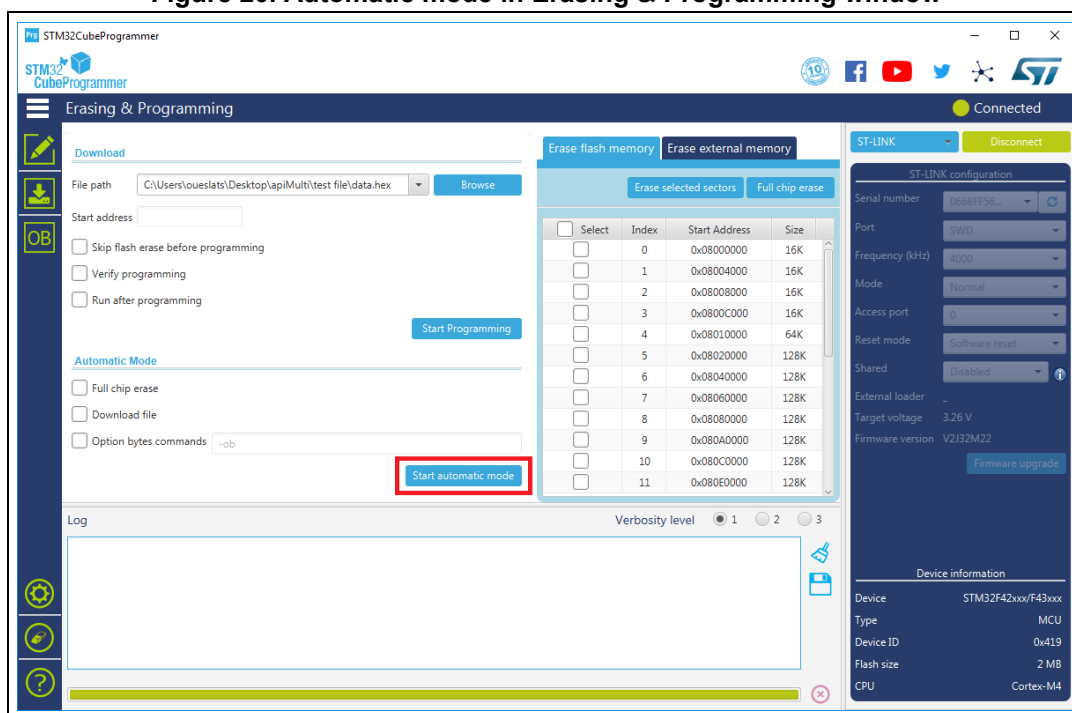 Figure 20. Automatic mode in Erasing & Programming window
Prg STM32CubeProgrammer
STM32
CubeProgrammer
10
Erasing & Programming
Connected
OB
Download
File path C:\Users\oueslats\Desktop\apiMulti\test file\data.hex Browse
Start address
Skip flash erase before programming
Verify programming
Run after programming
Start Programming
Automatic Mode
Full chip erase
Download file
Option bytes commands -ob
Start automatic mode
Erase flash memory Erase external memory
Erase selected sectors Full chip erase
Select Index Start Address Size
0 0x08000000 16K
1 0x08004000 16K
2 0x08008000 16K
3 0x0800C000 16K
4 0x08010000 64K
5 0x08020000 128K
6 0x08040000 128K
7 0x08060000 128K
8 0x08080000 128K
9 0x080A0000 128K
10 0x080C0000 128K
11 0x080E0000 128K
Log Verbosity level 1 2 3
ST-LINK Disconnect
ST-LINK configuration
Serial number 0668FF56...
Port SWD
Frequency (kHz) 4000
Mode Normal
Access port 0
Reset mode Software reset
Shared Disabled
External loader _
Target voltage 3.26 V
Firmware version V2J32M22
Firmware upgrade
Device information
Device STM32F42xxx/F43xxx
Type MCU
Device ID 0x419
Flash size 2 MB
CPU Cortex-M4